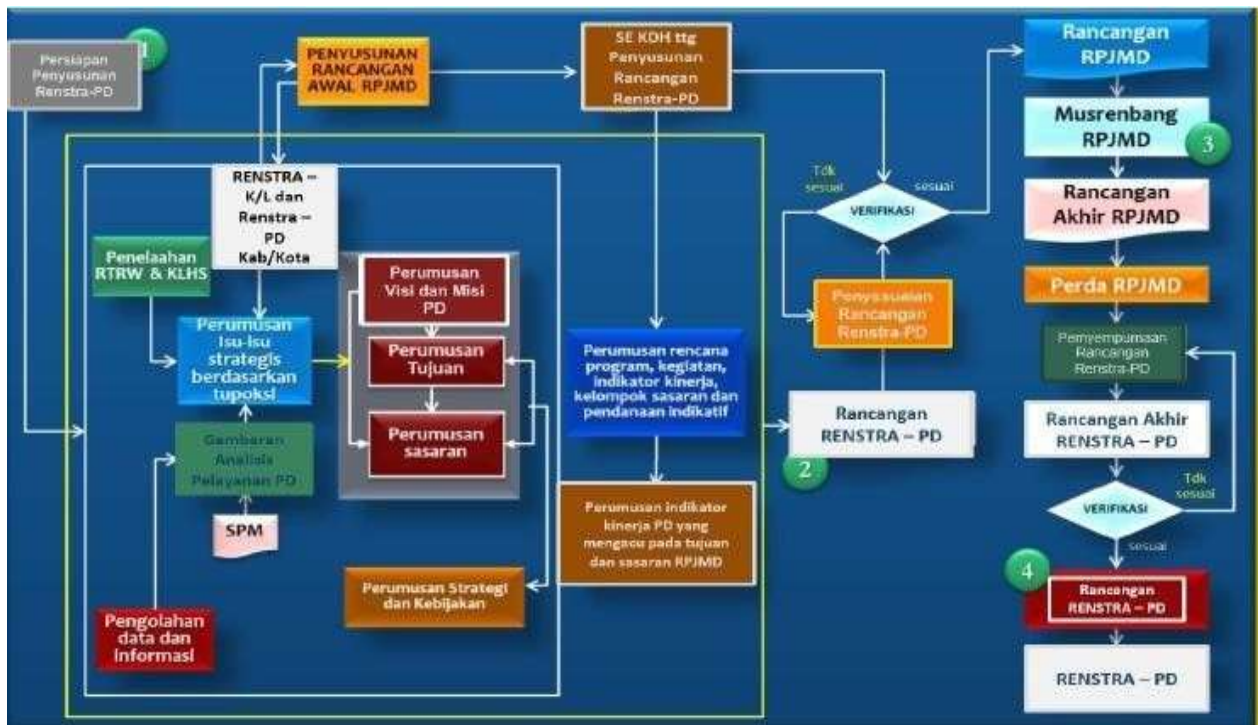 1
Persiapan
Penyusunan
Renstra-PD
PENYUSUNAN
RANCANGAN
AWAL RPJMD
SE KDH ttg
Penyusunan
Rancangan
Renstra-PD
RENSTRA –
K/L dan
Renstra –
PD
Kab/Kota
Penelaahan
RTRW & KLHS
Perumusan
Isu-isu
strategis
berdasarkan
tupoksi
Gambaran
Analisis
Pelayanan PD
SPM
Pengolahan
data dan
informasi
Perumusan
Visi dan Misi
PD
Perumusan
Tujuan
Perumusan
sasaran
Perumusan Strategi
dan Kebijakan
Perumusan rencana
program, kegiatan,
indikator kinerja,
kelompok sasaran dan
pendanaan indikatif
Perumusan indikator
kinerja PD yang
mengacu pada tujuan
dan sasaran RPJMD
Tdk
sesuai
sesuai
VERIFIKASI
Penyesuaian
Rancangan
Renstra-PD
Rancangan
RENSTRA – PD
2
Rancangan
RPJMD
Musrenbang
RPJMD
3
Rancangan
Akhir RPJMD
Perda RPJMD
Penyempurnaan
Rancangan
Renstra-PD
Rancangan Akhir
RENSTRA – PD
Tdk
sesuai
VERIFIKASI
sesuai
4
Rancangan
RENSTRA – PD
RENSTRA – PD